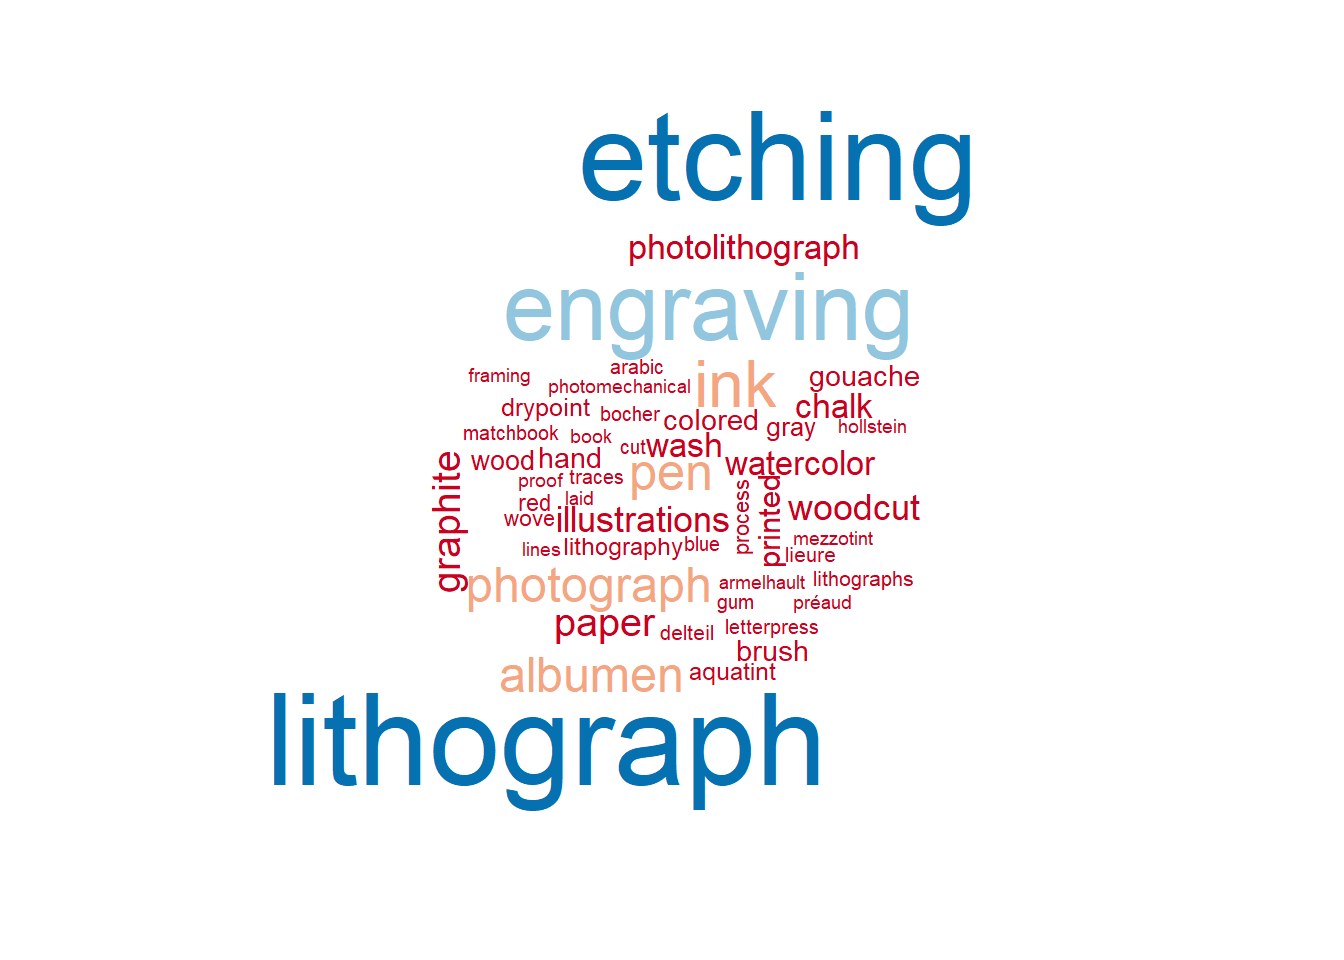 etching
photolithograph
engraving
arabic
framing
photomechanical
ink
gouache
drypoint
bocher
colored
chalk
gray
hollstein
matchbook
book
cut
wash
wood
hand
pen
watercolor
graphite
proof
traces
red
laid
wove
illustrations
process
printed
woodcut
lines
lithography
blue
mezzotint
lieure
photograph
armelhault
lithographs
gum
préaud
paper
delteil
letterpress
brush
albumen
aquatint
lithograph